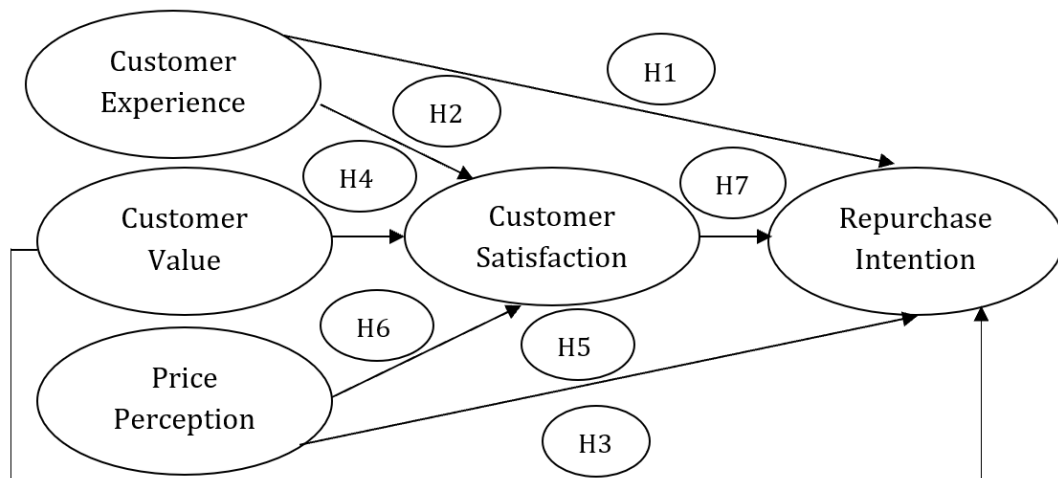 Customer
Experience
H1
H2
H4
Customer
Value
Customer
Satisfaction
H7
Repurchase
Intention
H6
H5
Price
Perception
H3